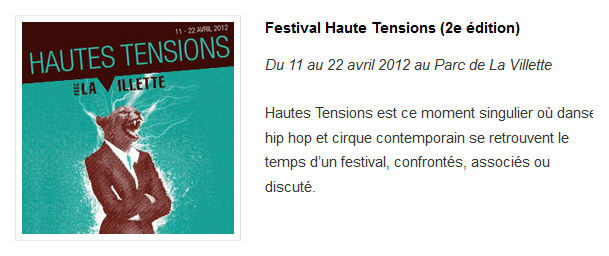 11 - 22 AVRIL 2012
HAUTES TENSIONS
PARC
LA VILLETTE
Festival Haute Tensions (2e édition)
Du 11 au 22 avril 2012 au Parc de La Villette
Hautes Tensions est ce moment singulier où danse
hip hop et cirque contemporain se retrouvent le
temps d’un festival, confrontés, associés ou
discuté.